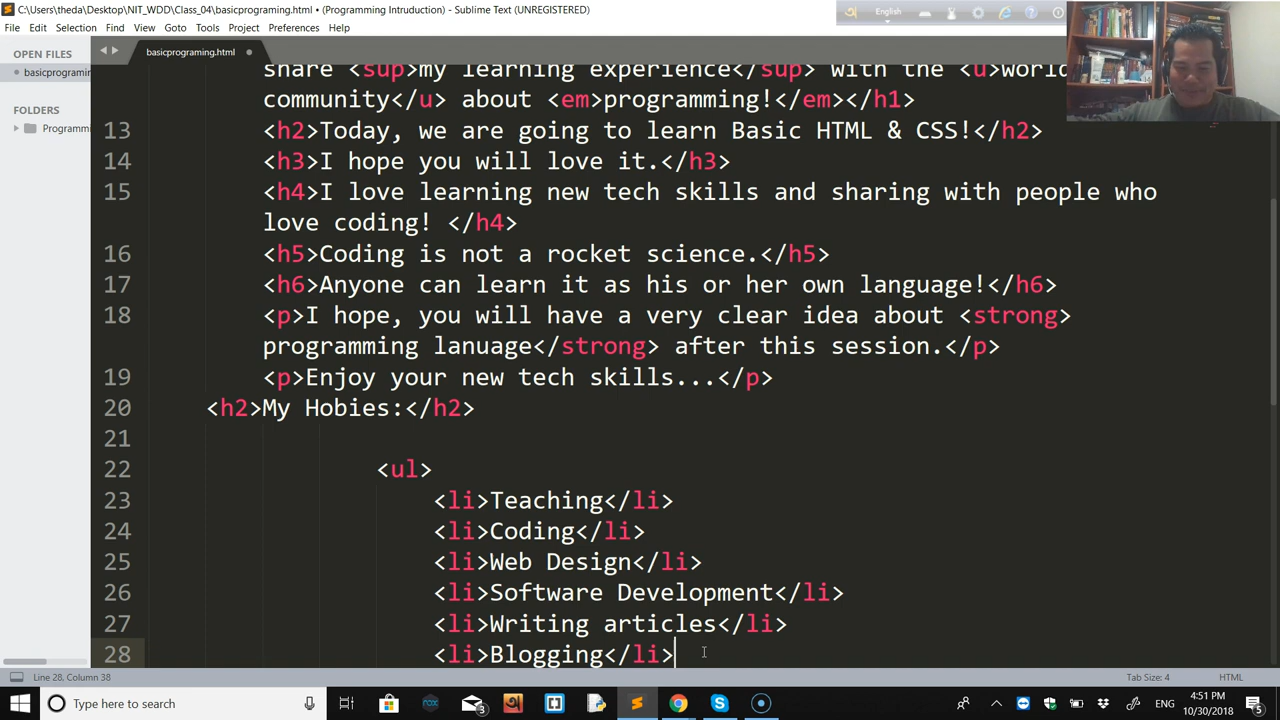 C:\Users\theda\Desktop\NIT_WDD\Class_04\basicprograming.html • (Programming Intruduction) - Sublime Text (UNREGISTERED)
English
File Edit Selection Find View Goto Tools Project Preferences Help
OPEN FILES
basicprograming.html
basicprograming
FOLDERS
Programm
share <sup>my learning experience</sup> with the <u>world
community</u> about <em>programming!</em></h1>
13 <h2>Today, we are going to learn Basic HTML & CSS!</h2>
14 <h3>I hope you will love it.</h3>
15 <h4>I love learning new tech skills and sharing with people who
love coding! </h4>
16 <h5>Coding is not a rocket science.</h5>
17 <h6>Anyone can learn it as his or her own language!</h6>
18 <p>I hope, you will have a very clear idea about <strong>
programming lanuage</strong> after this session.</p>
19 <p>Enjoy your new tech skills...</p>
20 <h2>My Hobies:</h2>
21
22 <ul>
23 <li>Teaching</li>
24 <li>Coding</li>
25 <li>Web Design</li>
26 <li>Software Development</li>
27 <li>Writing articles</li>
28 <li>Blogging</li>
Line 28, Column 38 Tab Size: 4 HTML
Type here to search
3
ENG
4:51 PM
10/30/2018
5